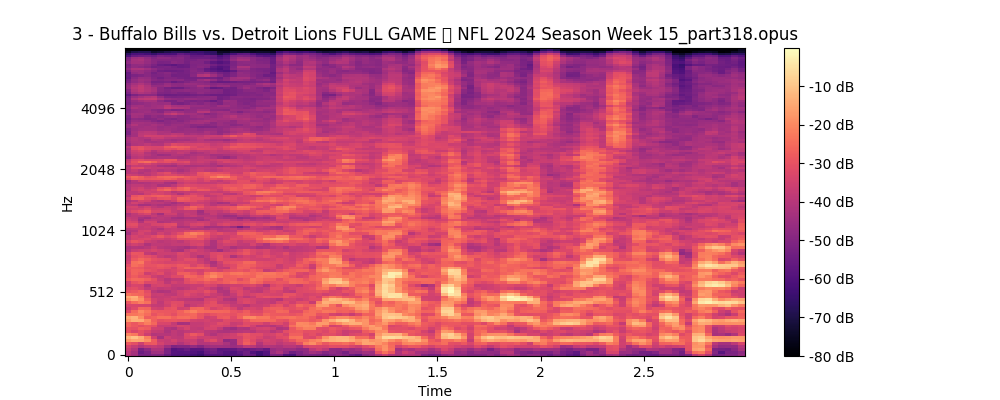 3 - Buffalo Bills vs. Detroit Lions FULL GAME ▯ NFL 2024 Season Week 15_part318.opus
4096
2048
1024
512
0
Hz
0
0.5
1
1.5
2
2.5
Time
-10 dB
-20 dB
-30 dB
-40 dB
-50 dB
-60 dB
-70 dB
-80 dB